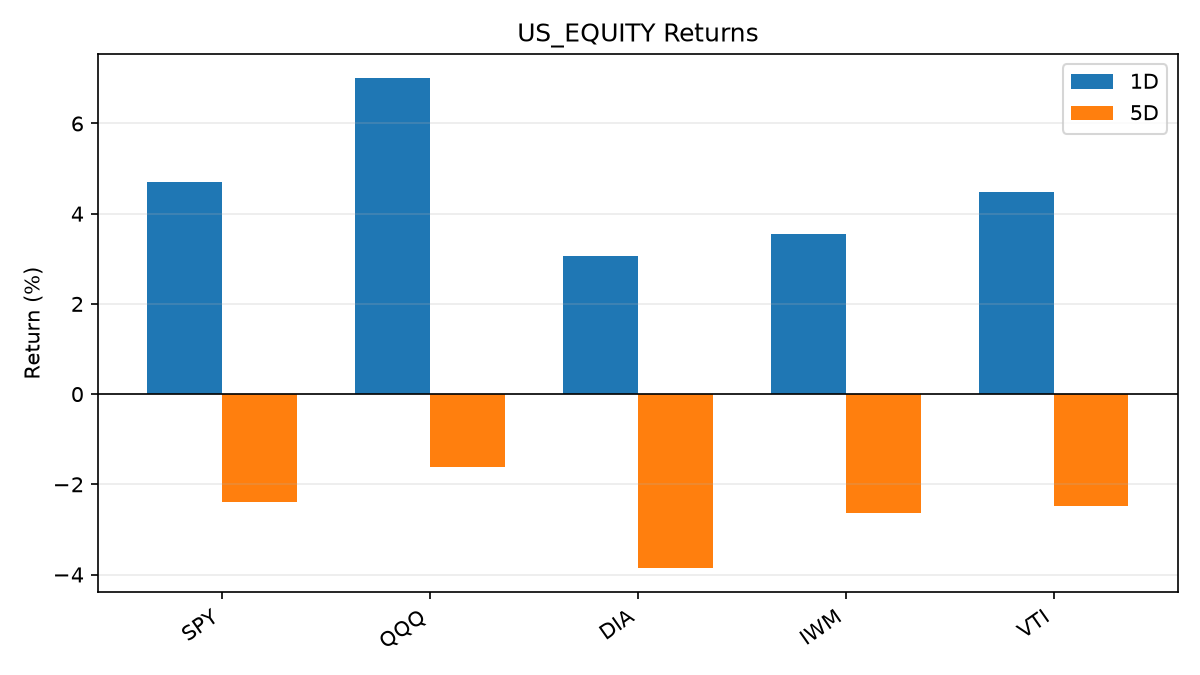 US_EQUITY Returns
1D
5D
Return (%)
6
4
2
0
−2
−4
SPY
QQQ
DIA
IWM
VTI